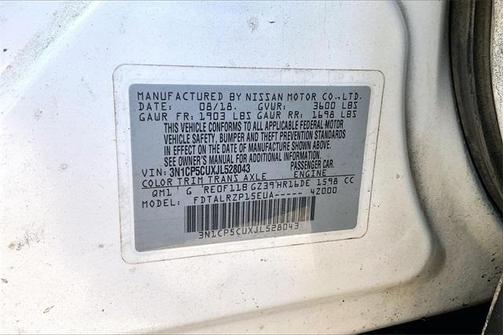 MANUFACTURED BY NISSAN MOTOR CO.,LTD.
DATE: 08/18. GVWR: 3600 LBS
GAWR FR: 1903 LBS GAWR RR: 1698 LBS
THIS VEHICLE CONFORMS TO ALL APPLICABLE FEDERAL-MOTOR
VEHICLE SAFETY, BUMPER, AND THEFT PREVENTION STANDARDS
IN EFFECT ON THE DATE OF MANUFACTURE SHOWN ABOVE.
SEE OWNER'S MANUAL FOR ADDITIONAL INFORMATION
VIN: 3N1CP5CUXJL528043 PASSENGER CAR
COLOR TRIM TRANS AXLE ENGINE
QM1 G RE0F11B GZ39 HR16DE 1598 CC
MODEL: FDTALRZP15EUA----- 42000
3N1CP5CUXJL528043